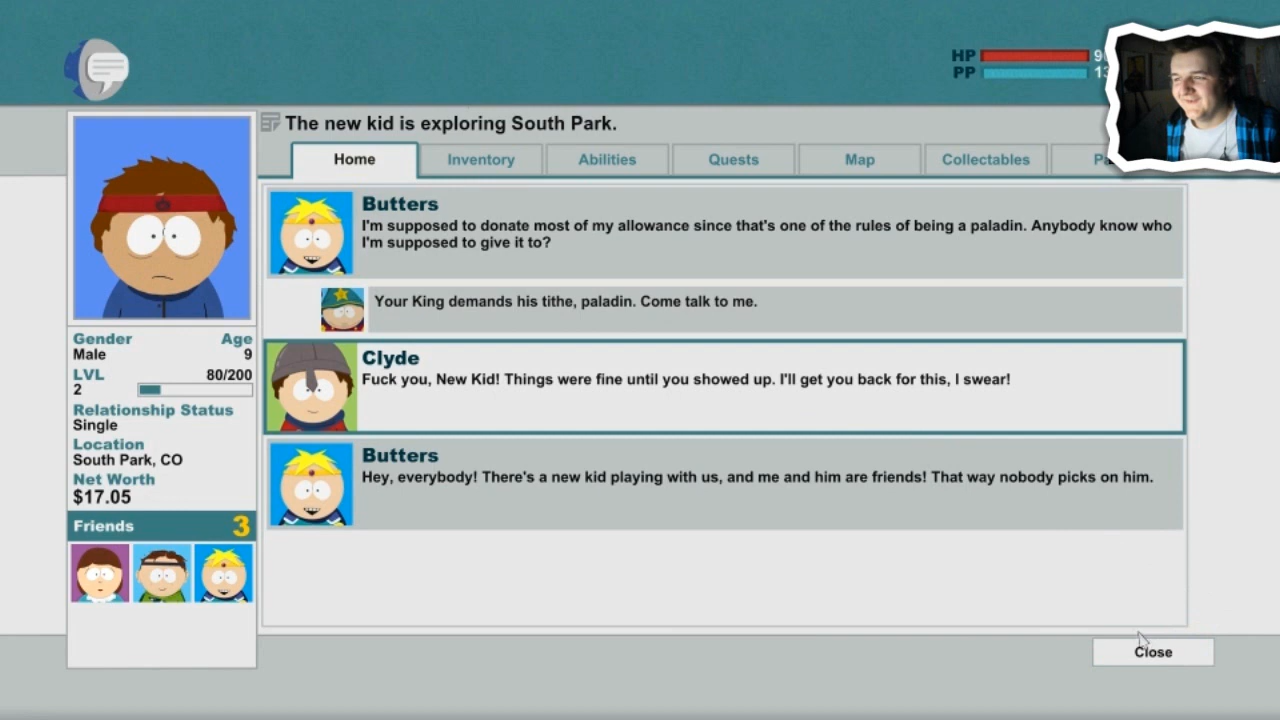 HP
PP
The new kid is exploring South Park.
Home Inventory Abilities Quests Map Collectables
Butters
I'm supposed to donate most of my allowance since that's one of the rules of being a paladin. Anybody know who
I'm supposed to give it to?
Your King demands his tithe, paladin. Come talk to me.
Clyde
Fuck you, New Kid! Things were fine until you showed up. I'll get you back for this, I swear!
Butters
Hey, everybody! There's a new kid playing with us, and me and him are friends! That way nobody picks on him.
Gender Age
Male 9
LVL 80/200
2
Relationship Status
Single
Location
South Park, CO
Net Worth
$17.05
Friends 3
Close